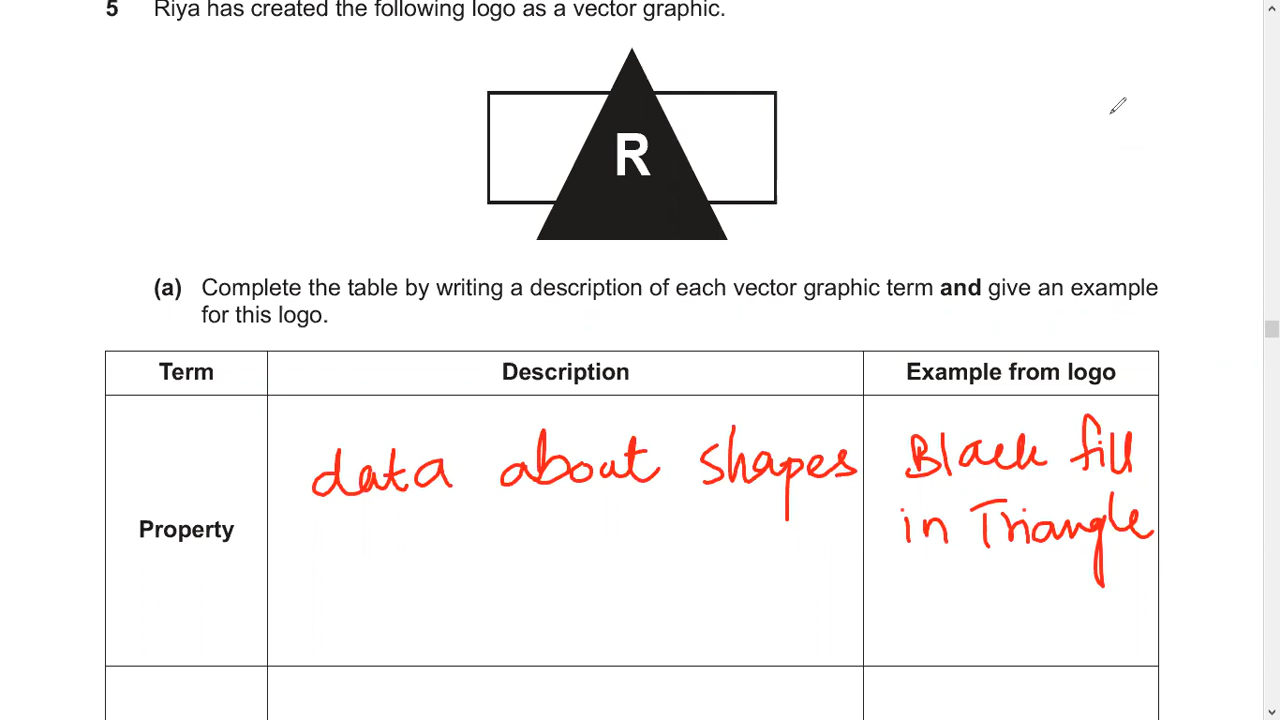 5 Riya has created the following logo as a vector graphic.
R
(a) Complete the table by writing a description of each vector graphic term and give an example
for this logo.
Term Description Example from logo
Property data about shapes Black fill
in Triangle